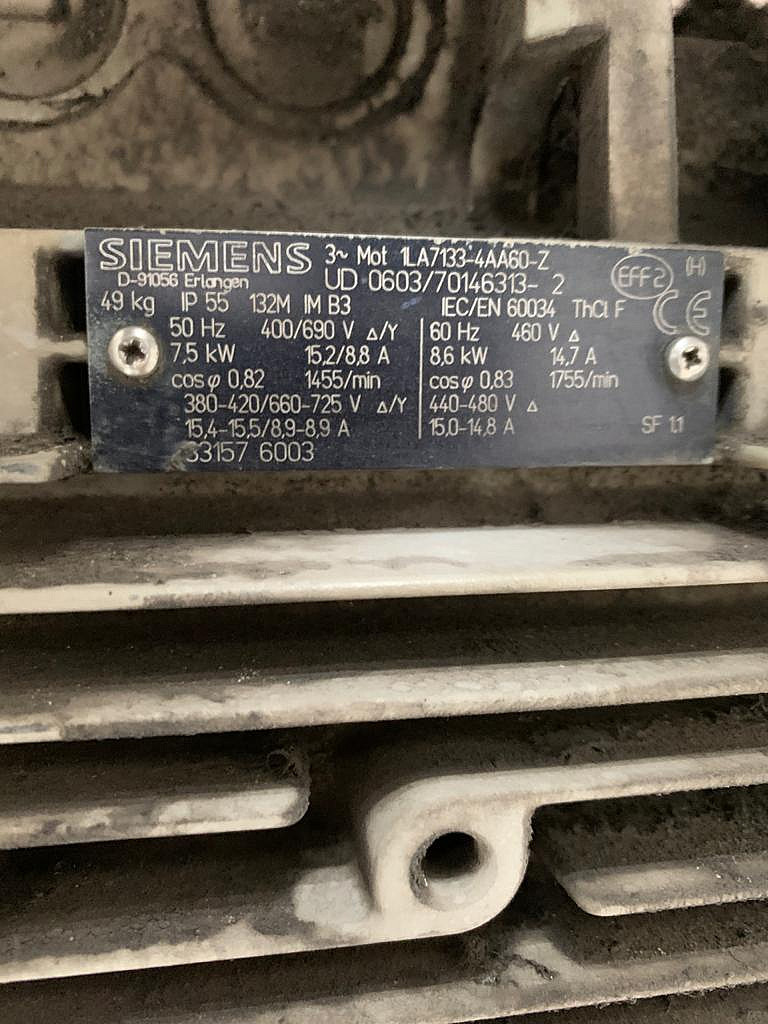 SIEMENS 3~ Mot 1LA7133-4AA60-Z
D-91056 Erlangen UD 0603/70146313-2 EFF2 (H)
49 kg IP 55 132M IM B3 IEC/EN 60034 ThCl F CE
50 Hz 400/690 V Δ/Y 60 Hz 460 V Δ
7,5 kW 15,2/8,8 A 8,6 kW 14,7 A
cos φ 0,82 1455/min cos φ 0,83 1755/min
380-420/660-725 V Δ/Y 440-480 V Δ
15,4-15,5/8,9-8,9 A 15,0-14,8 A SF 1.1
33157 6003